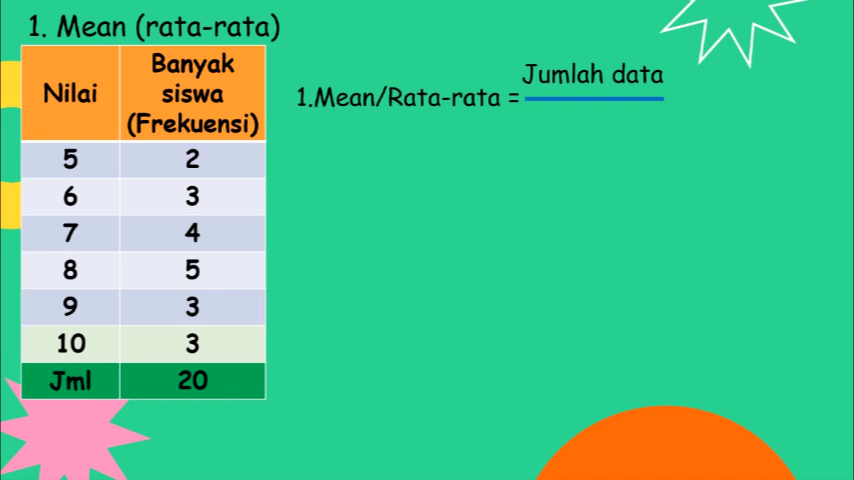 1. Mean (rata-rata)
Nilai
Banyak
siswa
(Frekuensi)
5 2
6 3
7 4
8 5
9 3
10 3
Jml 20
Jumlah data
1.Mean/Rata-rata =